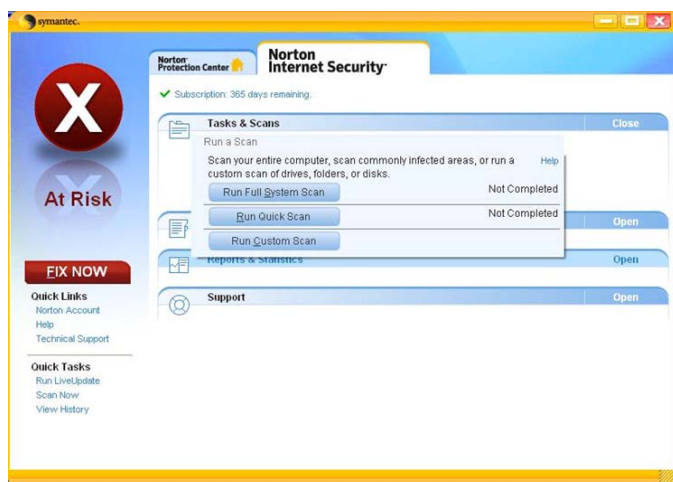 symantec.
Norton
Protection Center
Norton
Internet Security
Subscription: 365 days remaining.
X
At Risk
FIX NOW
Quick Links
Norton Account
Help
Technical Support
Quick Tasks
Run LiveUpdate
Scan Now
View History
Tasks & Scans Close
Run a Scan
Scan your entire computer, scan commonly infected areas, or run a Help
custom scan of drives, folders, or disks.
Run Full System Scan Not Completed
Run Quick Scan Not Completed
Run Custom Scan
Open
Reports & Statistics Open
Support Open